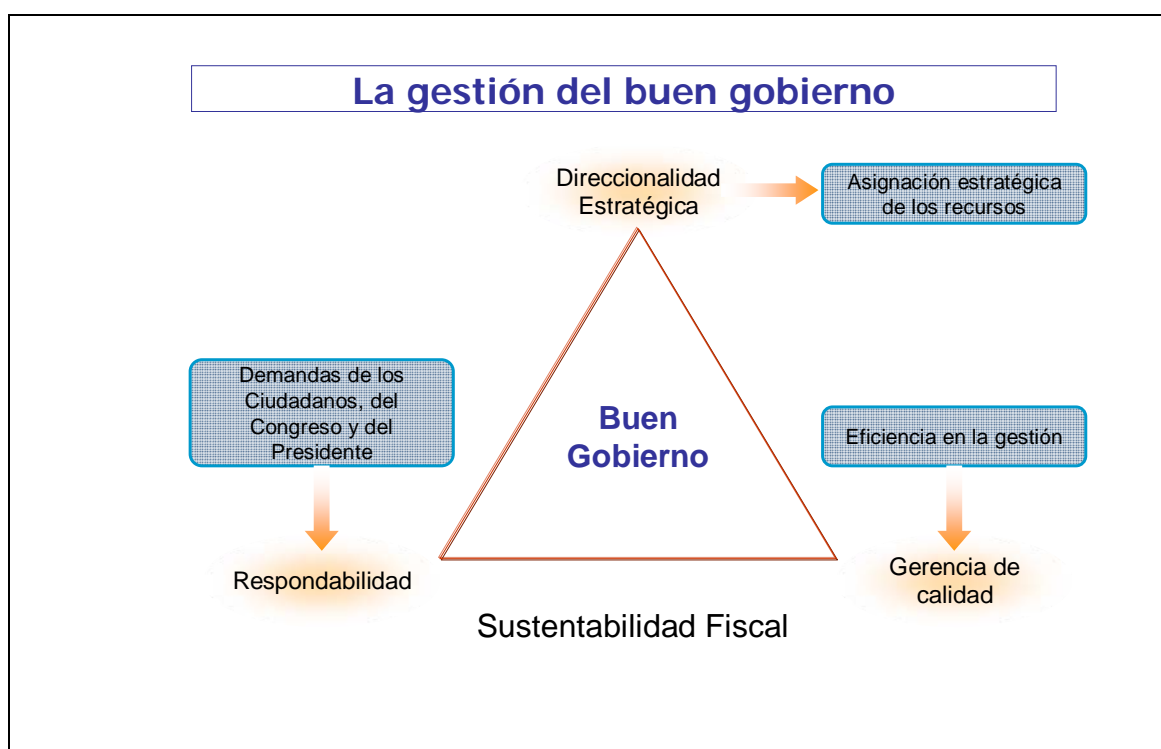 La gestión del buen gobierno
Direccionalidad
Estratégica
Asignación estratégica
de los recursos
Demandas de los
Ciudadanos, del
Congreso y del
Presidente
Buen
Gobierno
Eficiencia en la gestión
Respondabilidad
Gerencia de
calidad
Sustentabilidad Fiscal